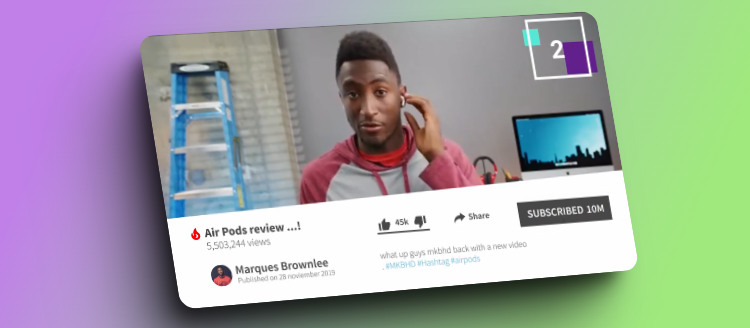 2
Air Pods review ...!
5,503,244 views
45k
Share
SUBSCRIBED 10M
Marques Brownlee
Published on 28 noviember 2019
what up guys mkbhd back with a new video
, #MKBHD #Hashtag #airpods